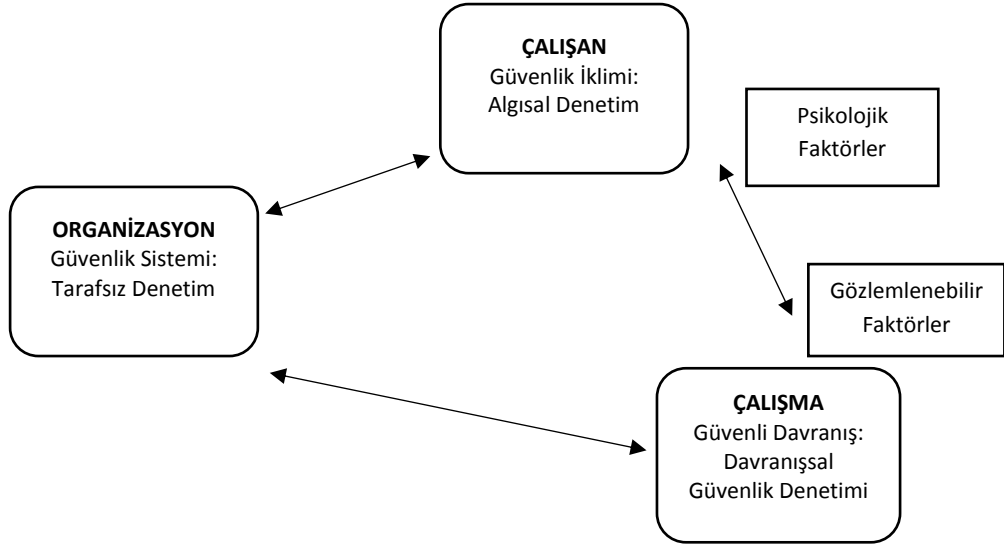 ÇALIŞAN
Güvenlik İklimi:
Algısal Denetim
Psikolojik
Faktörler
ORGANİZASYON
Güvenlik Sistemi:
Tarafsız Denetim
Gözlemlenebilir
Faktörler
ÇALIŞMA
Güvenli Davranış:
Davranışsal
Güvenlik Denetimi